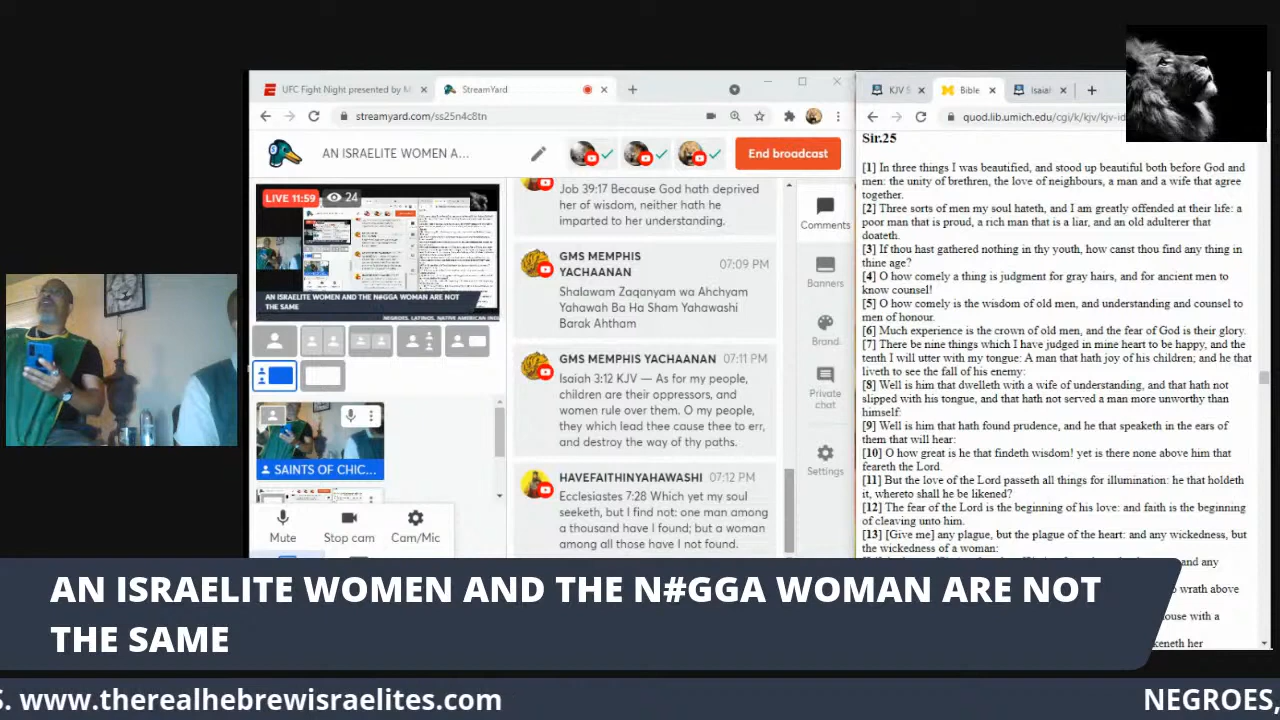 UFC Fight Night presented by M
StreamYard
streamyard.com/ss25n4c8tn
AN ISRAELITE WOMEN A...
End broadcast
LIVE 11:59
24
AN ISRAELITE WOMEN AND THE N#GGA WOMAN ARE NOT
THE SAME
NEGROES, LATINOS, NATIVE AMERICAN IND
SAINTS OF CHIC...
Mute
Stop cam
Cam/Mic
Job 39:17 Because God hath deprived
her of wisdom, neither hath he
imparted to her understanding.
GMS MEMPHIS
YACHAANAN
07:09 PM
Shalawam Zaqanyam wa Ahchyam
Yahawah Ba Ha Sham Yahawashi
Barak Ahtham
GMS MEMPHIS YACHAANAN 07:11 PM
Isaiah 3:12 KJV — As for my people,
children are their oppressors, and
women rule over them. O my people,
they which lead thee cause thee to err,
and destroy the way of thy paths.
HAVEFAITHINYAHAWASHI 07:12 PM
Ecclesiastes 7:28 Which yet my soul
seeketh, but I find not: one man among
a thousand have I found; but a woman
among all those have I not found.
Comments
Banners
Brand
Private
chat
Settings
KJV S
Bible
Isaiah
quod.lib.umich.edu/cgi/k/kjv/kjv-id
Sir.25
[1] In three things I was beautified, and stood up beautiful both before God and
men: the unity of brethren, the love of neighbours, a man and a wife that agree
together.
[2] Three sorts of men my soul hateth, and I am greatly offended at their life: a
poor man that is proud, a rich man that is a liar, and an old adulterer that
doateth.
[3] If thou hast gathered nothing in thy youth, how canst thou find any thing in
thine age?
[4] O how comely a thing is judgment for gray hairs, and for ancient men to
know counsel!
[5] O how comely is the wisdom of old men, and understanding and counsel to
men of honour.
[6] Much experience is the crown of old men, and the fear of God is their glory.
[7] There be nine things which I have judged in mine heart to be happy, and the
tenth I will utter with my tongue: A man that hath joy of his children; and he that
liveth to see the fall of his enemy:
[8] Well is him that dwelleth with a wife of understanding, and that hath not
slipped with his tongue, and that hath not served a man more unworthy than
himself:
[9] Well is him that hath found prudence, and he that speaketh in the ears of
them that will hear:
[10] O how great is he that findeth wisdom! yet is there none above him that
feareth the Lord.
[11] But the love of the Lord passeth all things for illumination: he that holdeth
it, whereto shall he be likened?
[12] The fear of the Lord is the beginning of his love: and faith is the beginning
of cleaving unto him.
[13] [Give me] any plague, but the plague of the heart: and any wickedness, but
the wickedness of a woman:
and any
wrath above
ouse with a
keneth her
AN ISRAELITE WOMEN AND THE N#GGA WOMAN ARE NOT
THE SAME
S. www.therealhebrewisraelites.com
NEGROES,